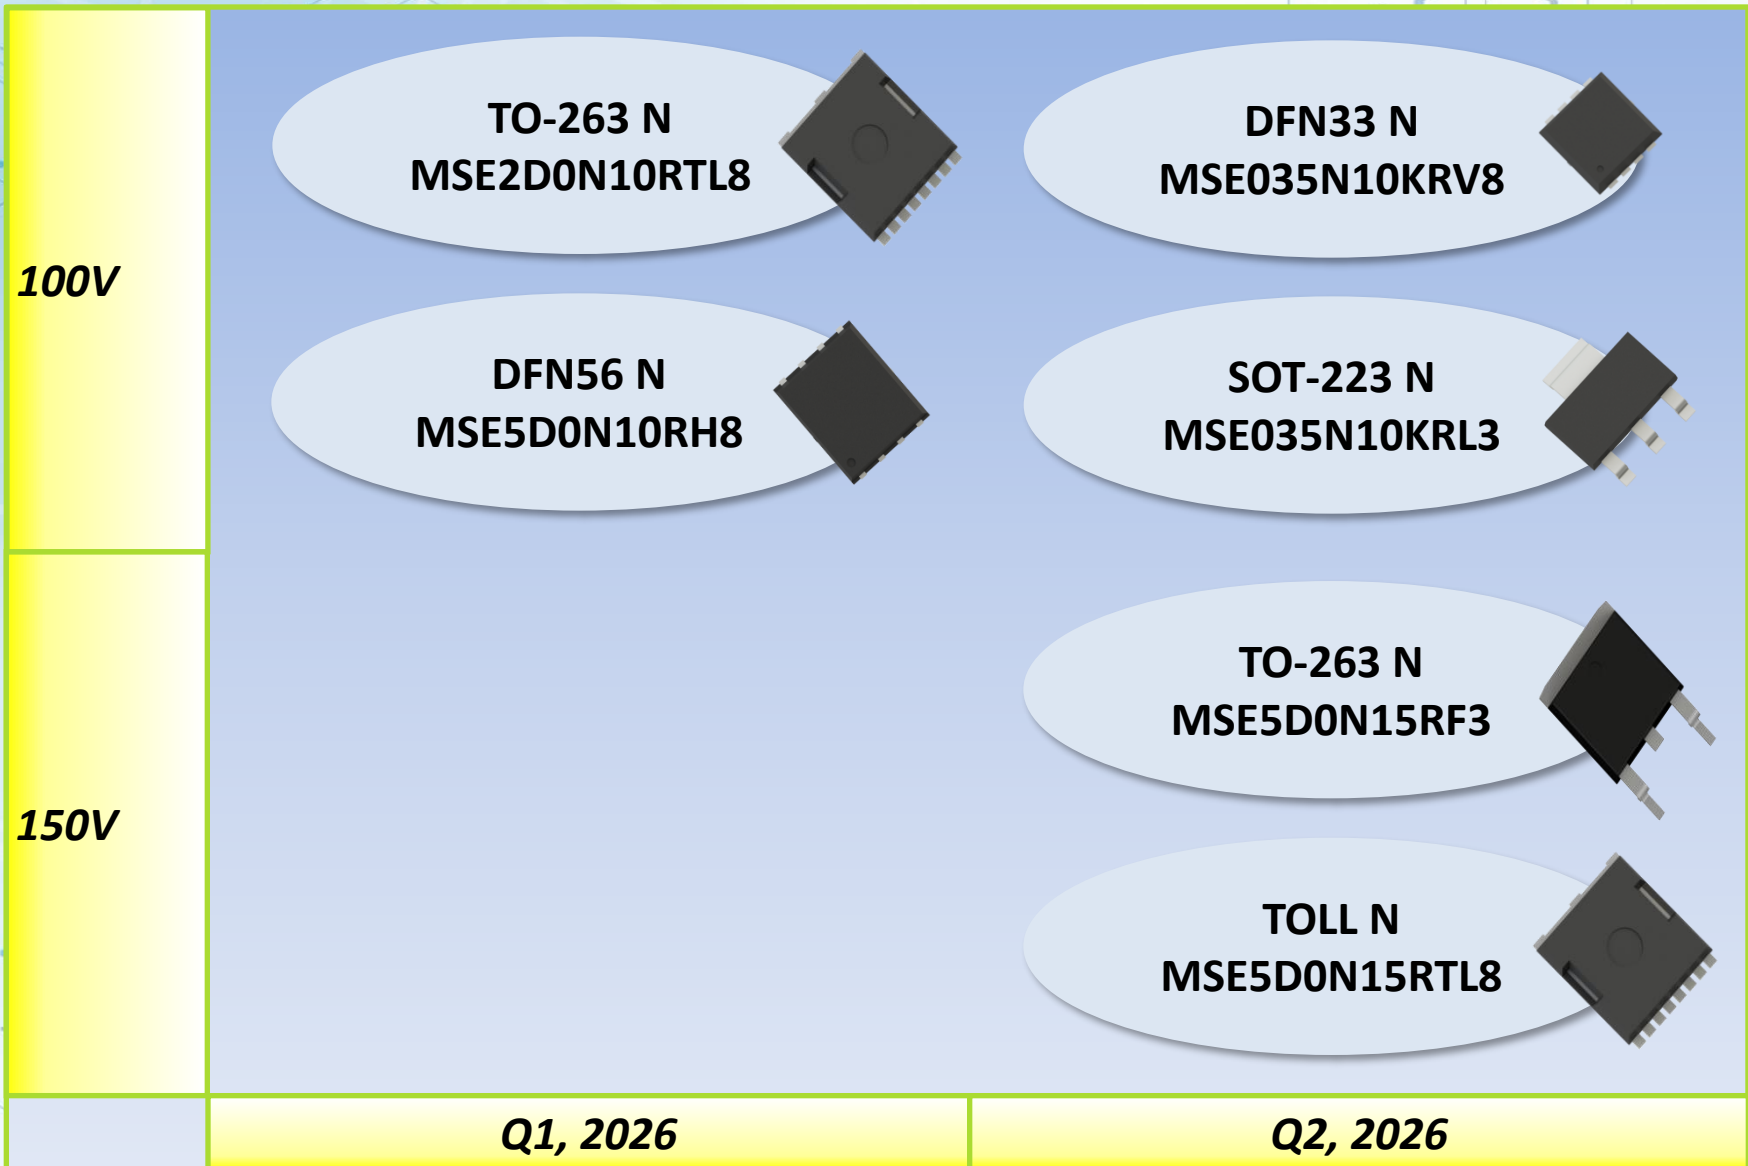 100V
TO-263 N
MSE2D0N10RTL8
DFN33 N
MSE035N10KRV8
DFN56 N
MSE5D0N10RH8
SOT-223 N
MSE035N10KRL3
150V
TO-263 N
MSE5D0N15RF3
TOLL N
MSE5D0N15RTL8
Q1, 2026
Q2, 2026